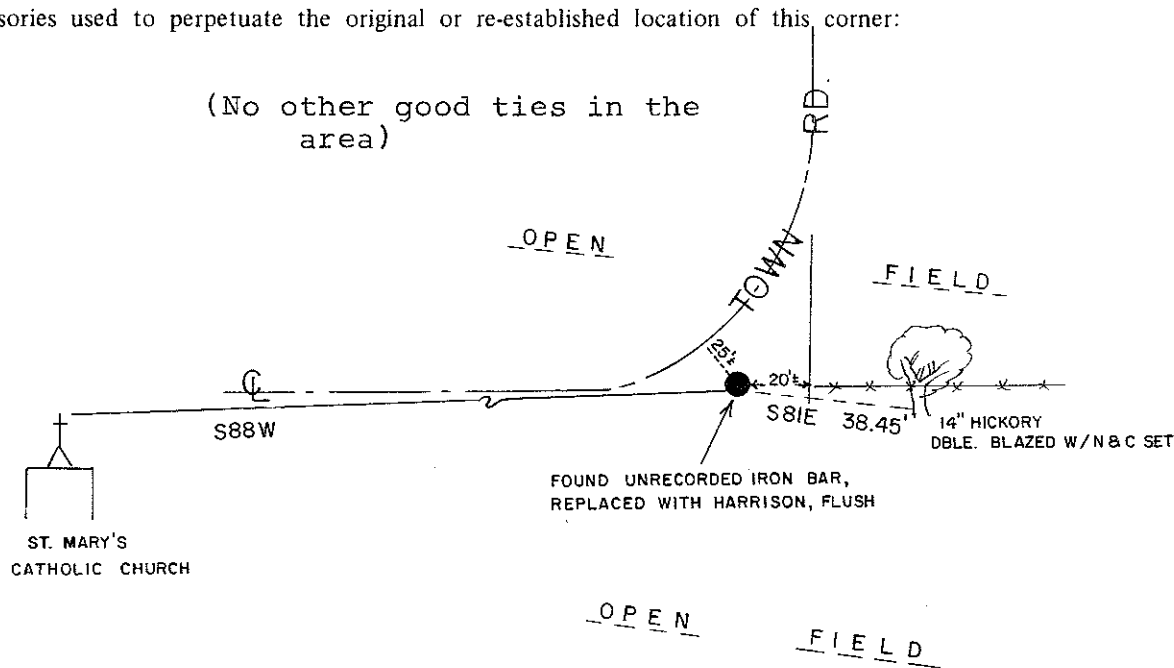 sories used to perpetuate the original or re-established location of this corner:
(No other good ties in the
area)
TOWN RD.
OPEN
FIELD
25'±
20'±
℄
S88W
S81E 38.45'
14" HICKORY
DBLE. BLAZED W/N&C SET
FOUND UNRECORDED IRON BAR,
REPLACED WITH HARRISON, FLUSH
ST. MARY'S
CATHOLIC CHURCH
OPEN FIELD